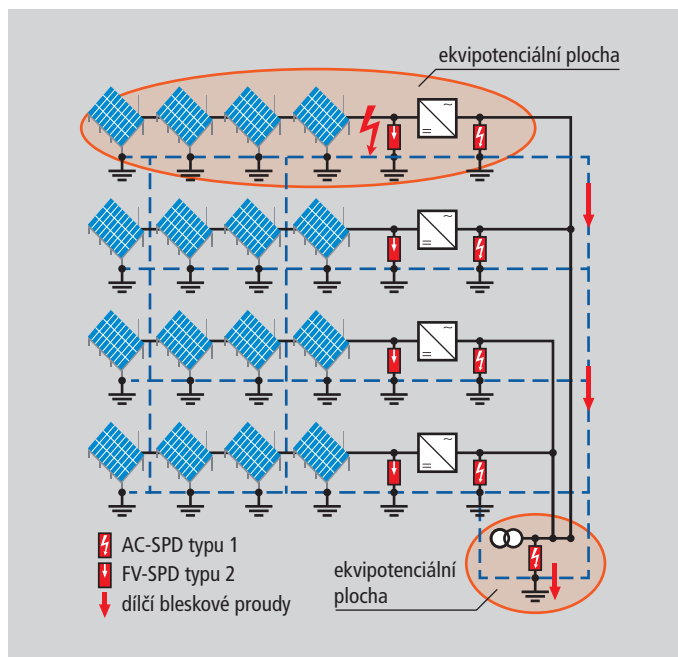 ekvipotenciální plocha
AC-SPD typu 1
FV-SPD typu 2
dílčí bleskové proudy
ekvipotenciální
plocha